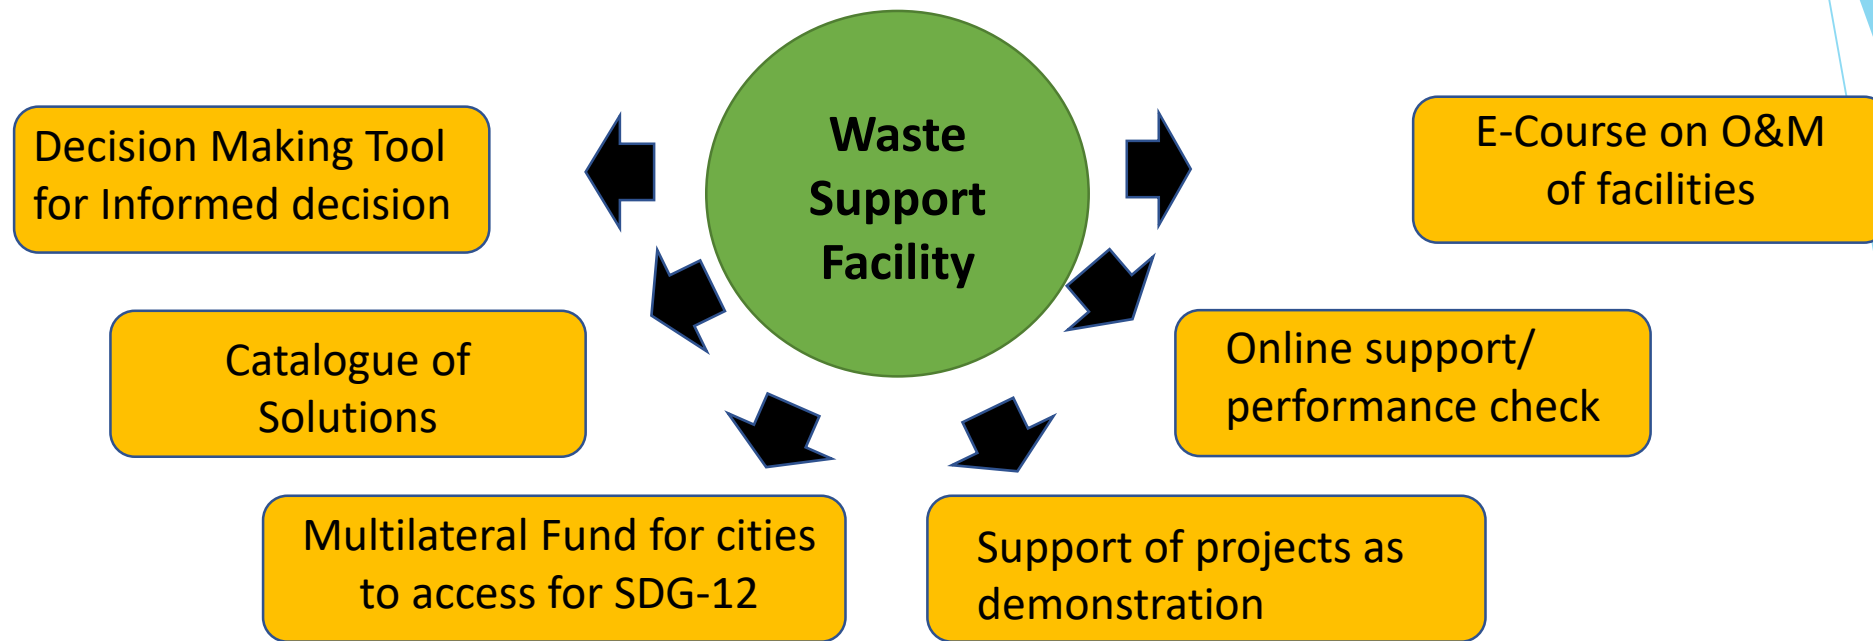 Waste
Support
Facility
Decision Making Tool
for Informed decision
Catalogue of
Solutions
Multilateral Fund for cities
to access for SDG-12
Support of projects as
demonstration
Online support/
performance check
E-Course on O&M
of facilities